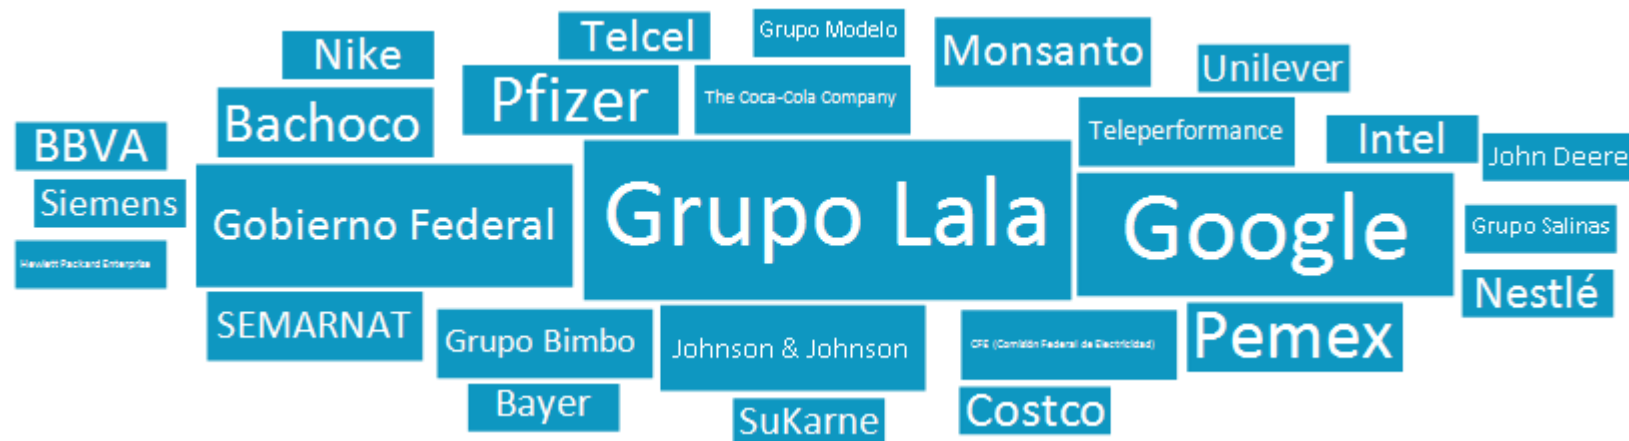 Grupo Modelo
Telcel
Monsanto
Nike
Unilever
Pfizer
The Coca-Cola Company
Bachoco
Teleperformance
Intel
BBVA
John Deere
Siemens
Grupo Lala
Gobierno Federal
Google
Grupo Salinas
Hewlett Packard Enterprise
Nestlé
SEMARNAT
Pemex
Grupo Bimbo
Johnson & Johnson
CFE (Comisión Federal de Electricidad)
Bayer
Costco
SuKarne